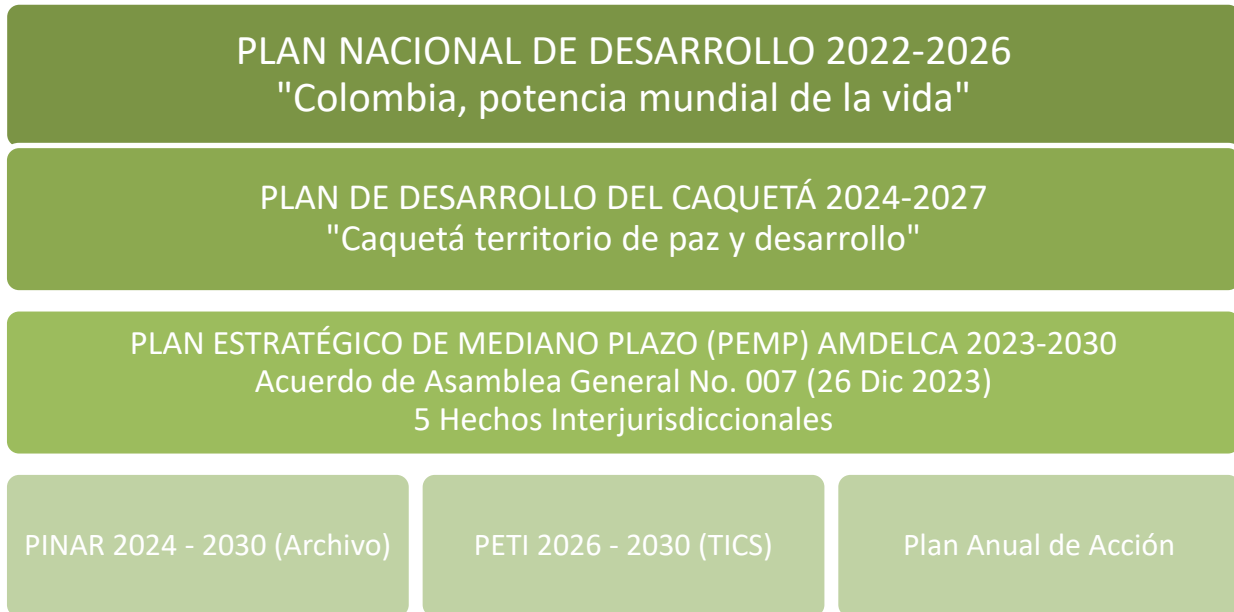 PLAN NACIONAL DE DESARROLLO 2022-2026
"Colombia, potencia mundial de la vida"
PLAN DE DESARROLLO DEL CAQUETÁ 2024-2027
"Caquetá territorio de paz y desarrollo"
PLAN ESTRATÉGICO DE MEDIANO PLAZO (PEMP) AMDELCA 2023-2030
Acuerdo de Asamblea General No. 007 (26 Dic 2023)
5 Hechos Interjurisdiccionales
PINAR 2024 - 2030 (Archivo)
PETI 2026 - 2030 (TICS)
Plan Anual de Acción